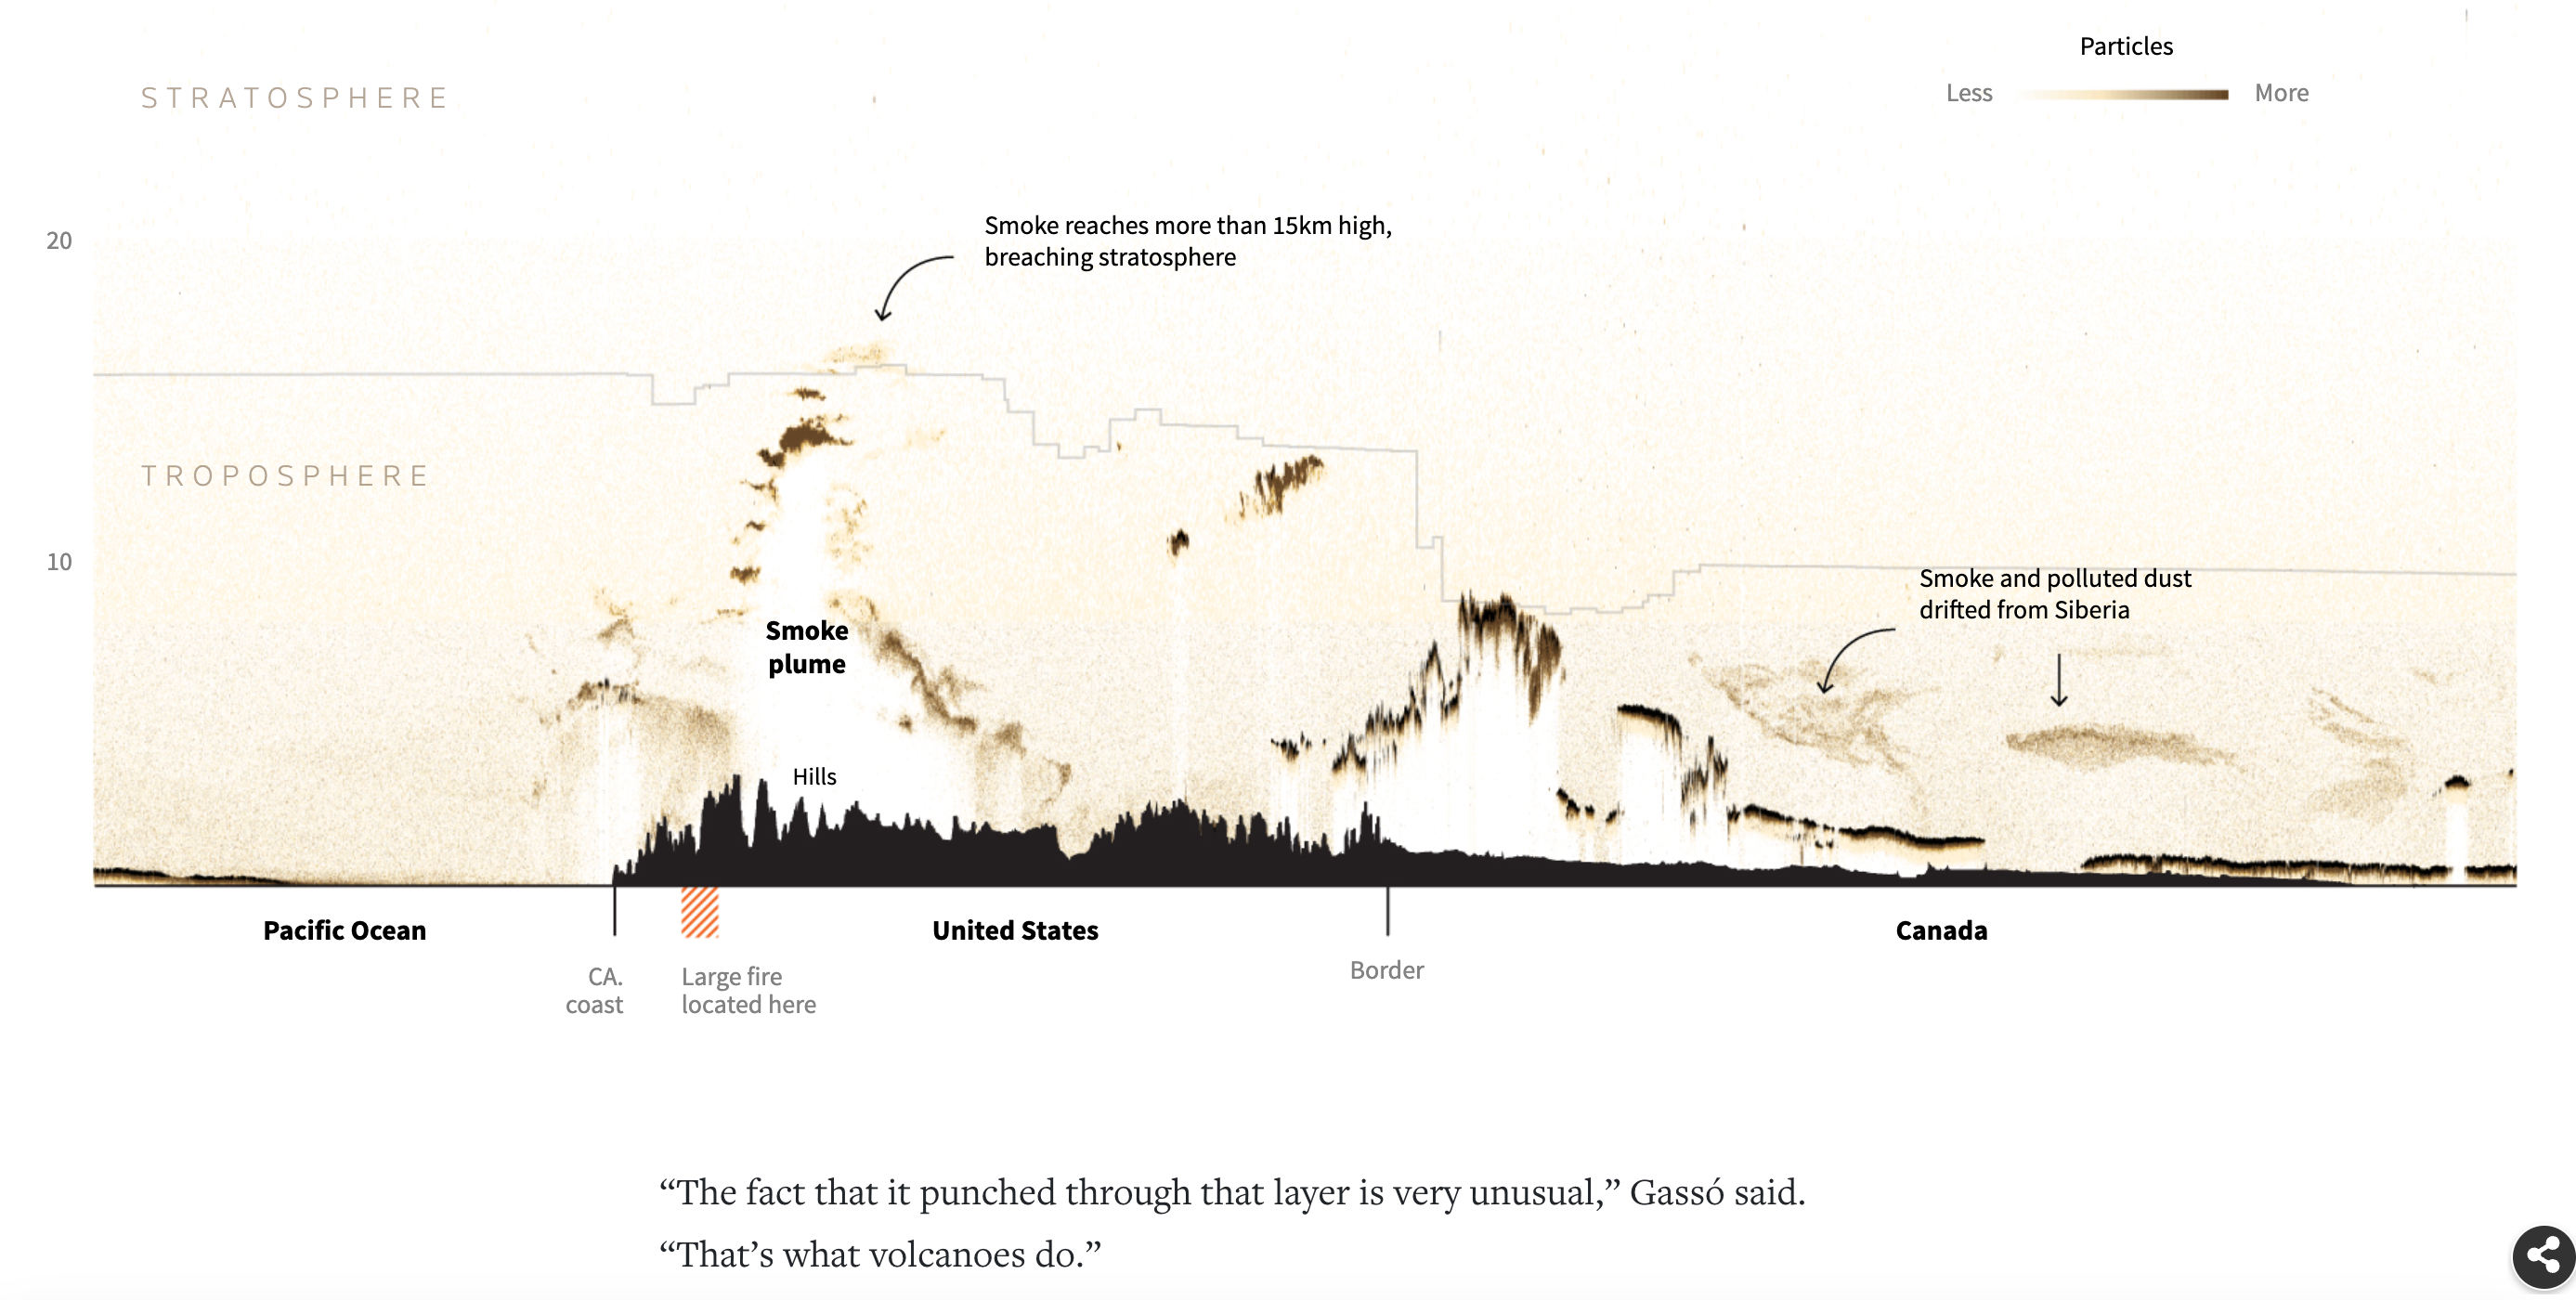 Particles
Less More
STRATOSPHERE
20
Smoke reaches more than 15km high,
breaching stratosphere
TROPOSPHERE
10
Smoke and polluted dust
drifted from Siberia
Smoke
plume
Hills
Pacific Ocean
United States
Canada
CA.
coast
Large fire
located here
Border
“The fact that it punched through that layer is very unusual,” Gassó said.
“That’s what volcanoes do.”